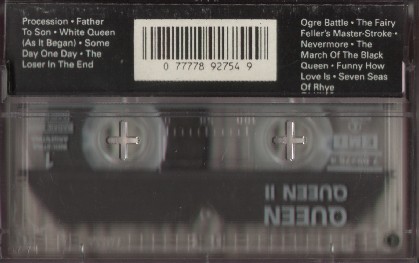 Procession • Father
To Son • White Queen
(As It Began) • Some
Day One Day • The
Loser In The End
0 77778 92754 9
Ogre Battle • The Fairy
Feller's Master-Stroke •
Nevermore • The
March Of The Black
Queen • Funny How
Love Is • Seven Seas
Of Rhye
1
EMI
QUEEN II
QUEEN